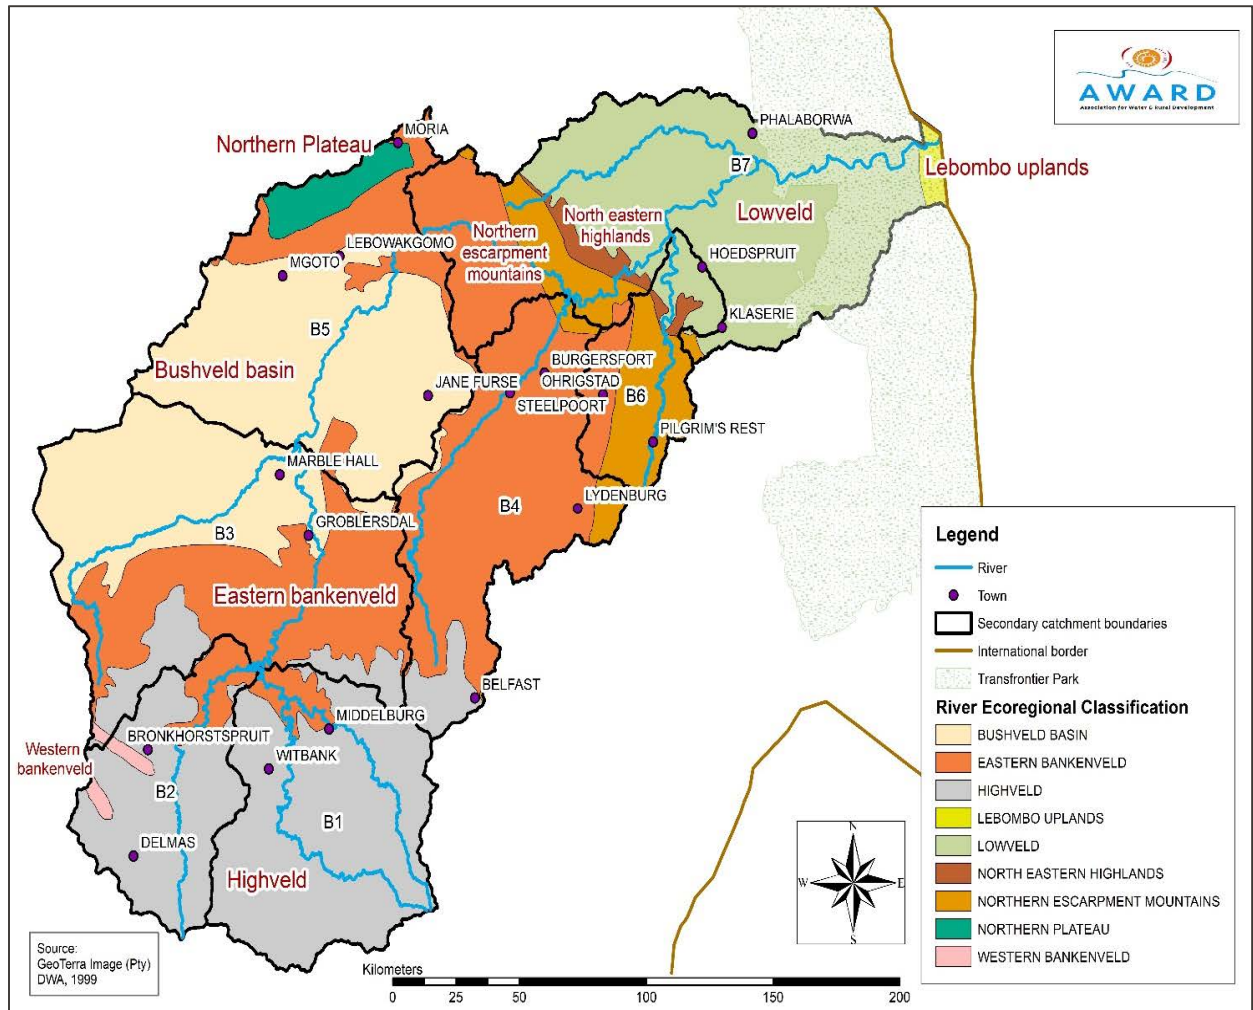 AWARD
Association for Water & Rural Development
PHALABORWA
MORIA
Northern Plateau
B7
Lebombo uplands
Lowveld
North eastern
highlands
Northern
escarpment
mountains
LEBOWAKGOMO
MGOTO
HOEDSPRUIT
KLASERIE
B5
Bushveld basin
BURGERSFORT
JANE FURSE
OHRIGSTAD
STEELPOORT
B6
PILGRIM'S REST
MARBLE HALL
LYDENBURG
B4
GROBLERSDAL
B3
Eastern bankenveld
BELFAST
MIDDELBURG
BRONKHORSTSPRUIT
Western
bankenveld
WITBANK
B2
B1
DELMAS
Highveld
Legend
River
Town
Secondary catchment boundaries
International border
Transfrontier Park
River Ecoregional Classification
BUSHVELD BASIN
EASTERN BANKENVELD
HIGHVELD
LEBOMBO UPLANDS
LOWVELD
NORTH EASTERN HIGHLANDS
NORTHERN ESCARPMENT MOUNTAINS
NORTHERN PLATEAU
WESTERN BANKENVELD
N
W E
S
Source:
GeoTerra Image (Pty)
DWA, 1999
Kilometers
0 25 50 100 150 200